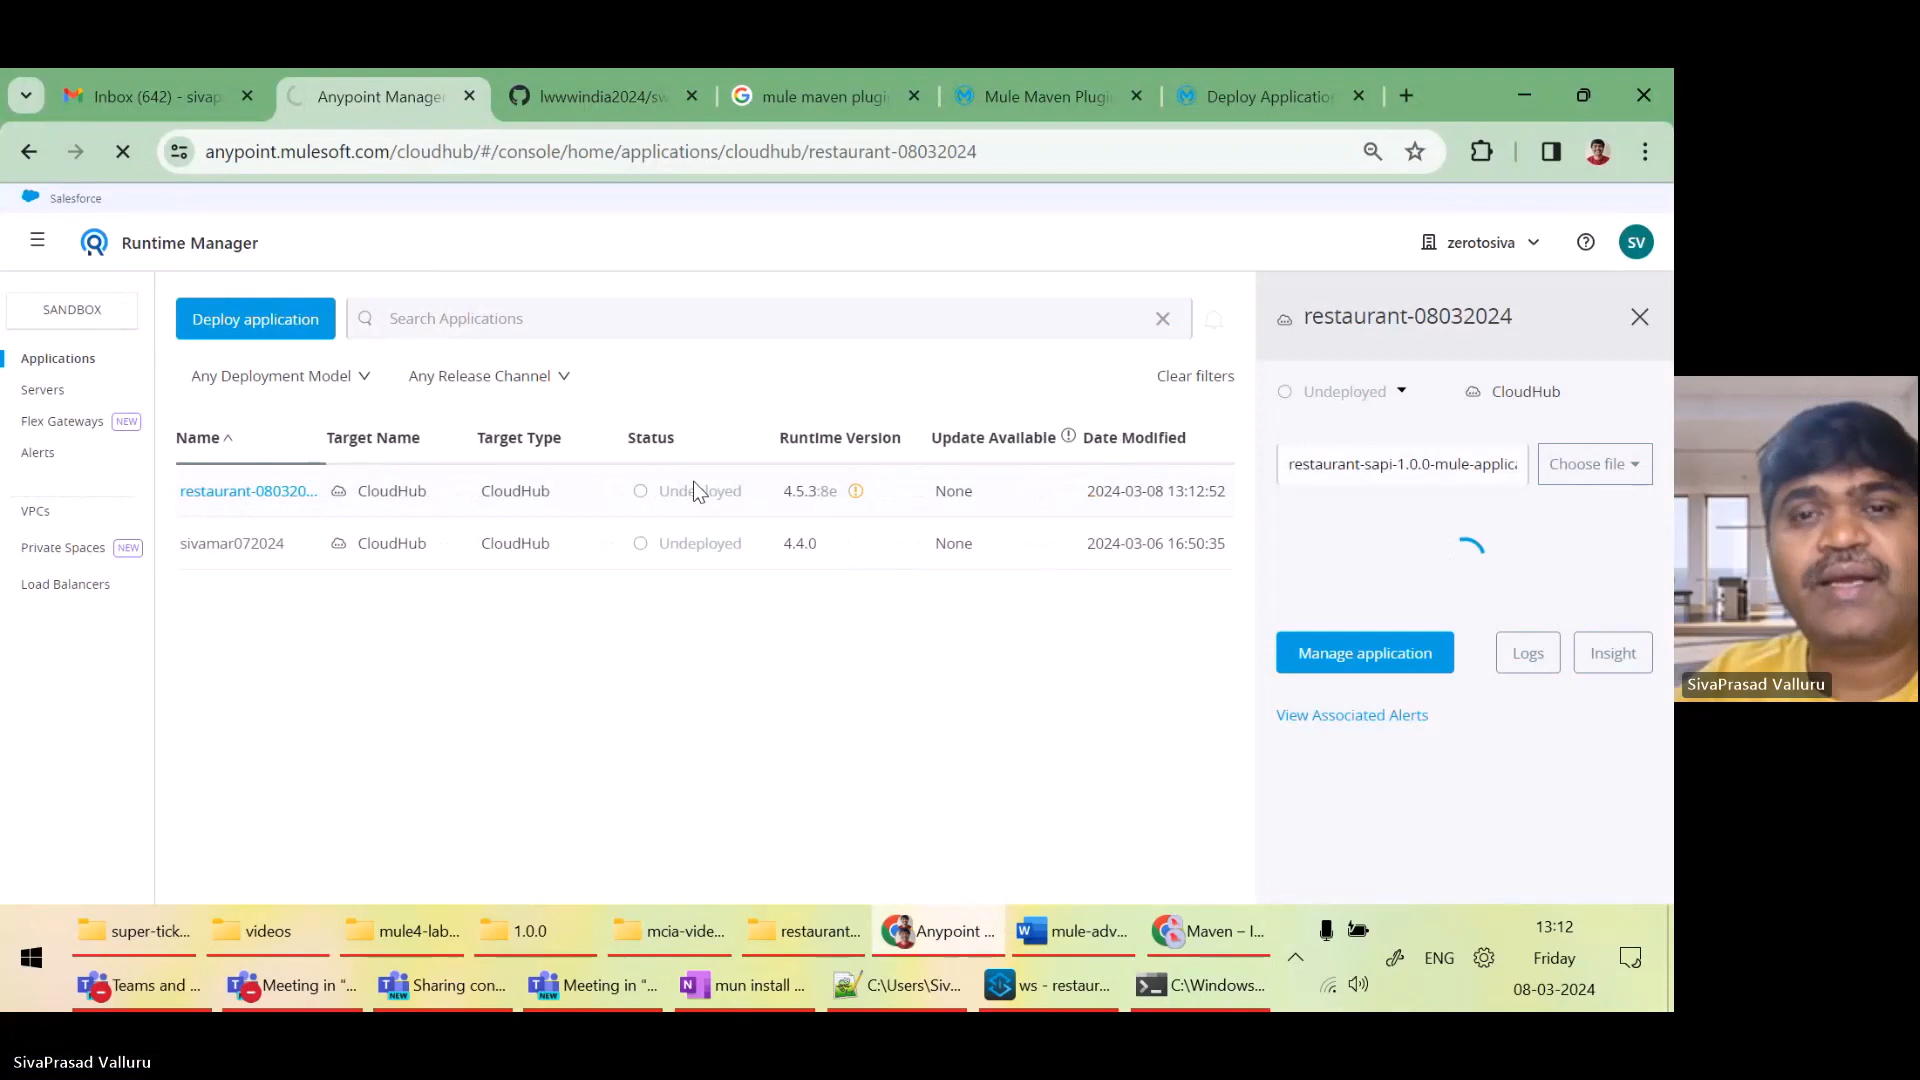 Inbox (642) - sivap
Anypoint Manager
lwwwindia2024/sw
mule maven plugi
Mule Maven Plugi
Deploy Applicatio
anypoint.mulesoft.com/cloudhub/#/console/home/applications/cloudhub/restaurant-08032024
Salesforce
Runtime Manager
zerotosiva
SV
SANDBOX
Applications
Servers
Flex Gateways NEW
Alerts
VPCs
Private Spaces NEW
Load Balancers
Deploy application
Search Applications
Any Deployment Model
Any Release Channel
Clear filters
Name Target Name Target Type Status Runtime Version Update Available Date Modified
restaurant-080320... CloudHub CloudHub Undeployed 4.5.3:8e None 2024-03-08 13:12:52
sivamar072024 CloudHub CloudHub Undeployed 4.4.0 None 2024-03-06 16:50:35
restaurant-08032024
Undeployed CloudHub
restaurant-sapi-1.0.0-mule-applica
Choose file
Manage application
Logs
Insight
View Associated Alerts
SivaPrasad Valluru
super-tick...
videos
mule4-lab...
1.0.0
mcia-vide...
restaurant...
Anypoint ...
mule-adv...
Maven – I...
Teams and ...
NEW
Meeting in “...
NEW
Sharing con...
NEW
Meeting in “...
mun install ...
C:\Users\Siv...
ws - restaur...
C:\Windows...
ENG
13:12
Friday
08-03-2024
SivaPrasad Valluru